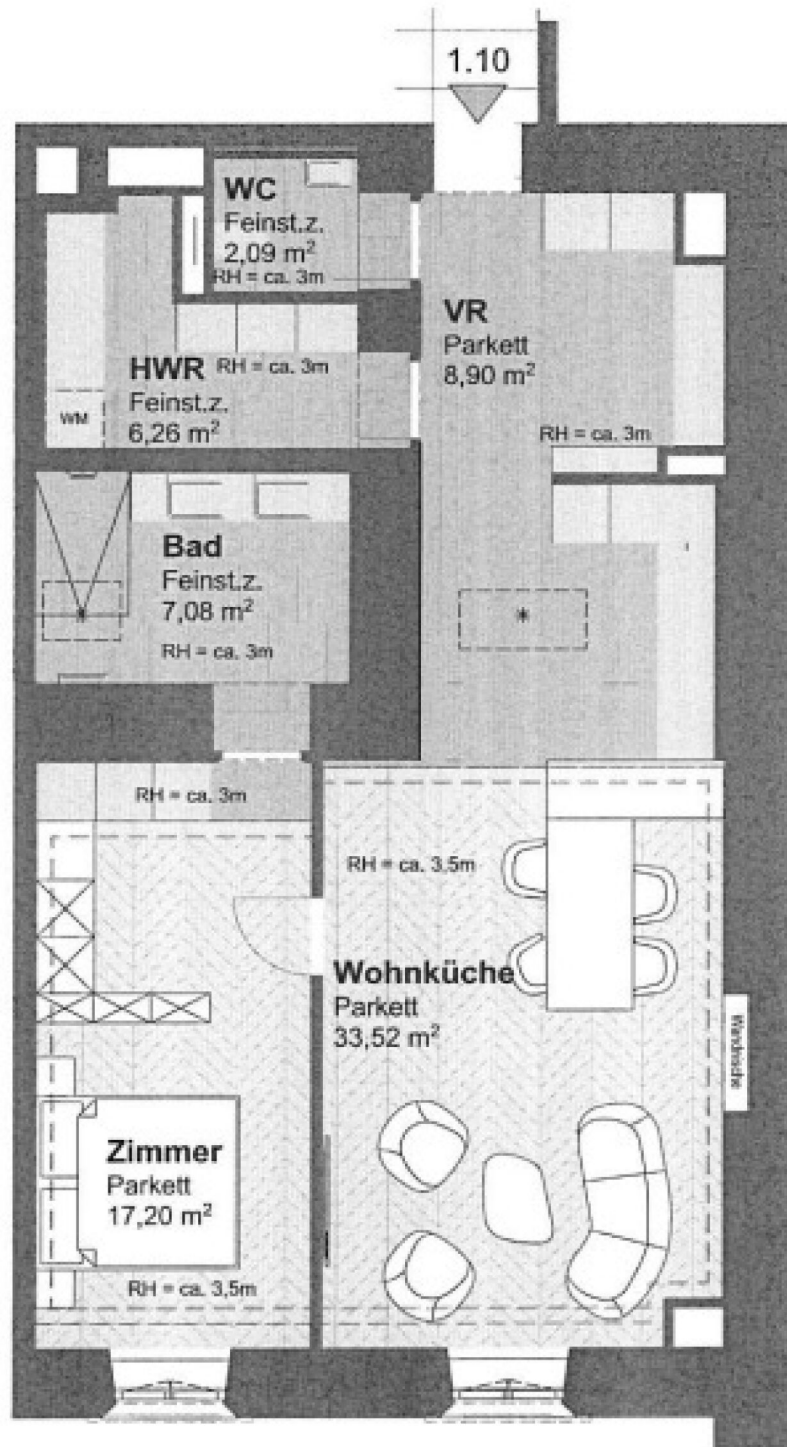 1.10
WC
Feinst.z.
2,09 m²
RH = ca. 3m
VR
Parkett
8,90 m²
RH = ca. 3m
HWR
RH = ca. 3m
Feinst.z.
6,26 m²
WM
Bad
Feinst.z.
7,08 m²
RH = ca. 3m
RH = ca. 3m
RH = ca. 3,5m
Wohnküche
Parkett
33,52 m²
Wandnische
Zimmer
Parkett
17,20 m²
RH = ca. 3,5m